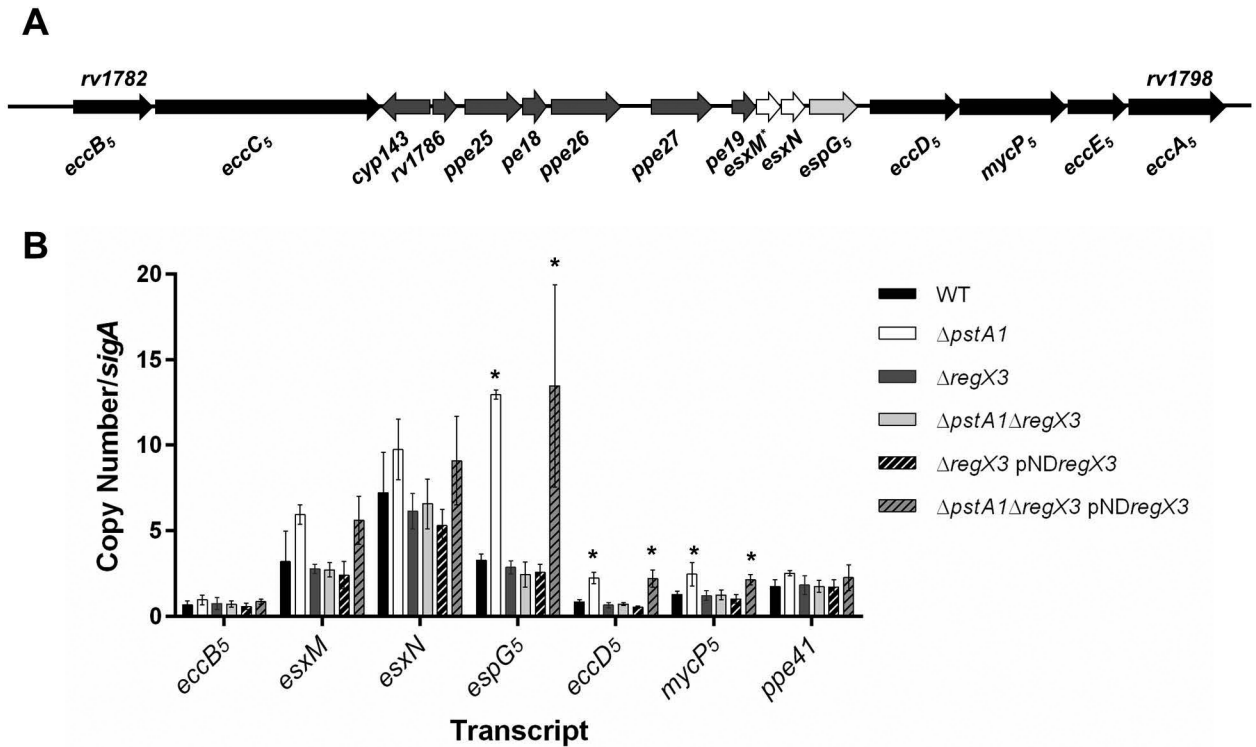 A
rv1782 rv1798
eccB5 eccC5 cyp143 rv1786 ppe25 pe18 ppe26 ppe27 pe19 esxM* esxN espG5 eccD5 mycP5 eccE5 eccA5
B
Copy Number/sigA
20
15
10
5
0
* * * * * *
eccB5 esxM esxN espG5 eccD5 mycP5 ppe41
Transcript
WT
ΔpstA1
ΔregX3
ΔpstA1ΔregX3
ΔregX3 pNDregX3
ΔpstA1ΔregX3 pNDregX3